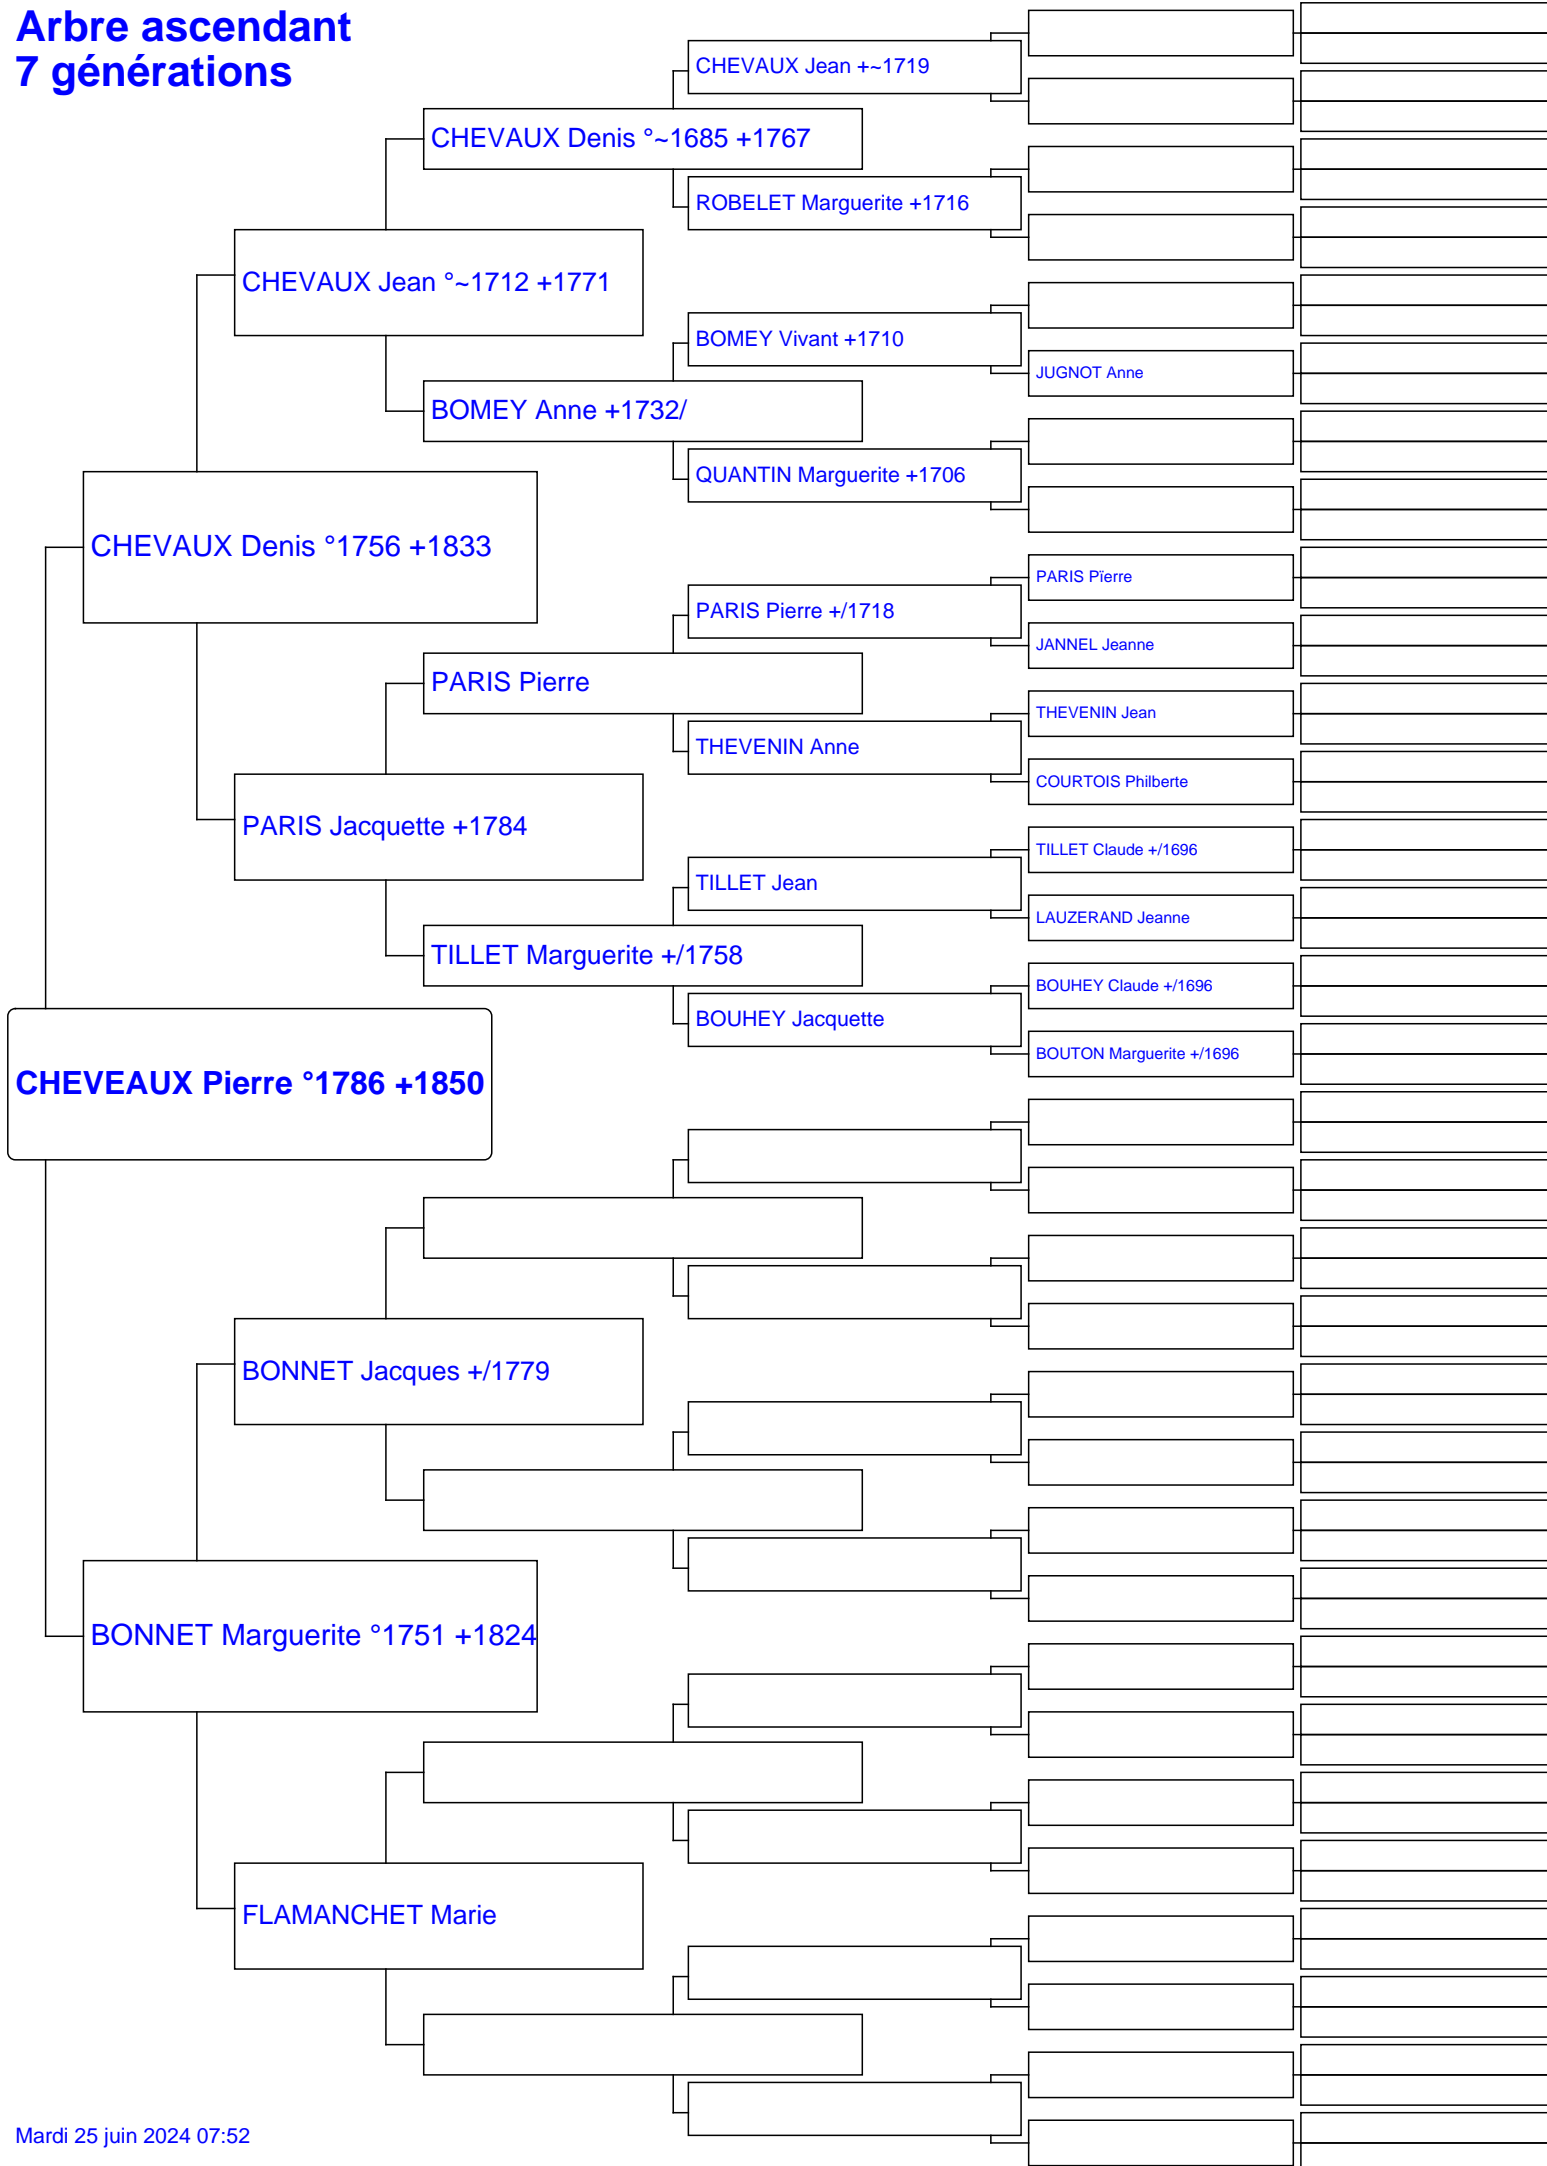 Arbre ascendant
7 générations
CHEVAUX Jean +~1719
CHEVAUX Denis °~1685 +1767
ROBELET Marguerite +1716
CHEVAUX Jean °~1712 +1771
BOMEY Vivant +1710
JUGNOT Anne
BOMEY Anne +1732/
QUANTIN Marguerite +1706
CHEVAUX Denis °1756 +1833
PARIS Pïerre
PARIS Pierre +/1718
JANNEL Jeanne
PARIS Pierre
THEVENIN Jean
THEVENIN Anne
COURTOIS Philberte
PARIS Jacquette +1784
TILLET Claude +/1696
TILLET Jean
LAUZERAND Jeanne
TILLET Marguerite +/1758
BOUHEY Claude +/1696
BOUHEY Jacquette
BOUTON Marguerite +/1696
CHEVEAUX Pierre °1786 +1850
BONNET Jacques +/1779
BONNET Marguerite °1751 +1824
FLAMANCHET Marie
Mardi 25 juin 2024 07:52